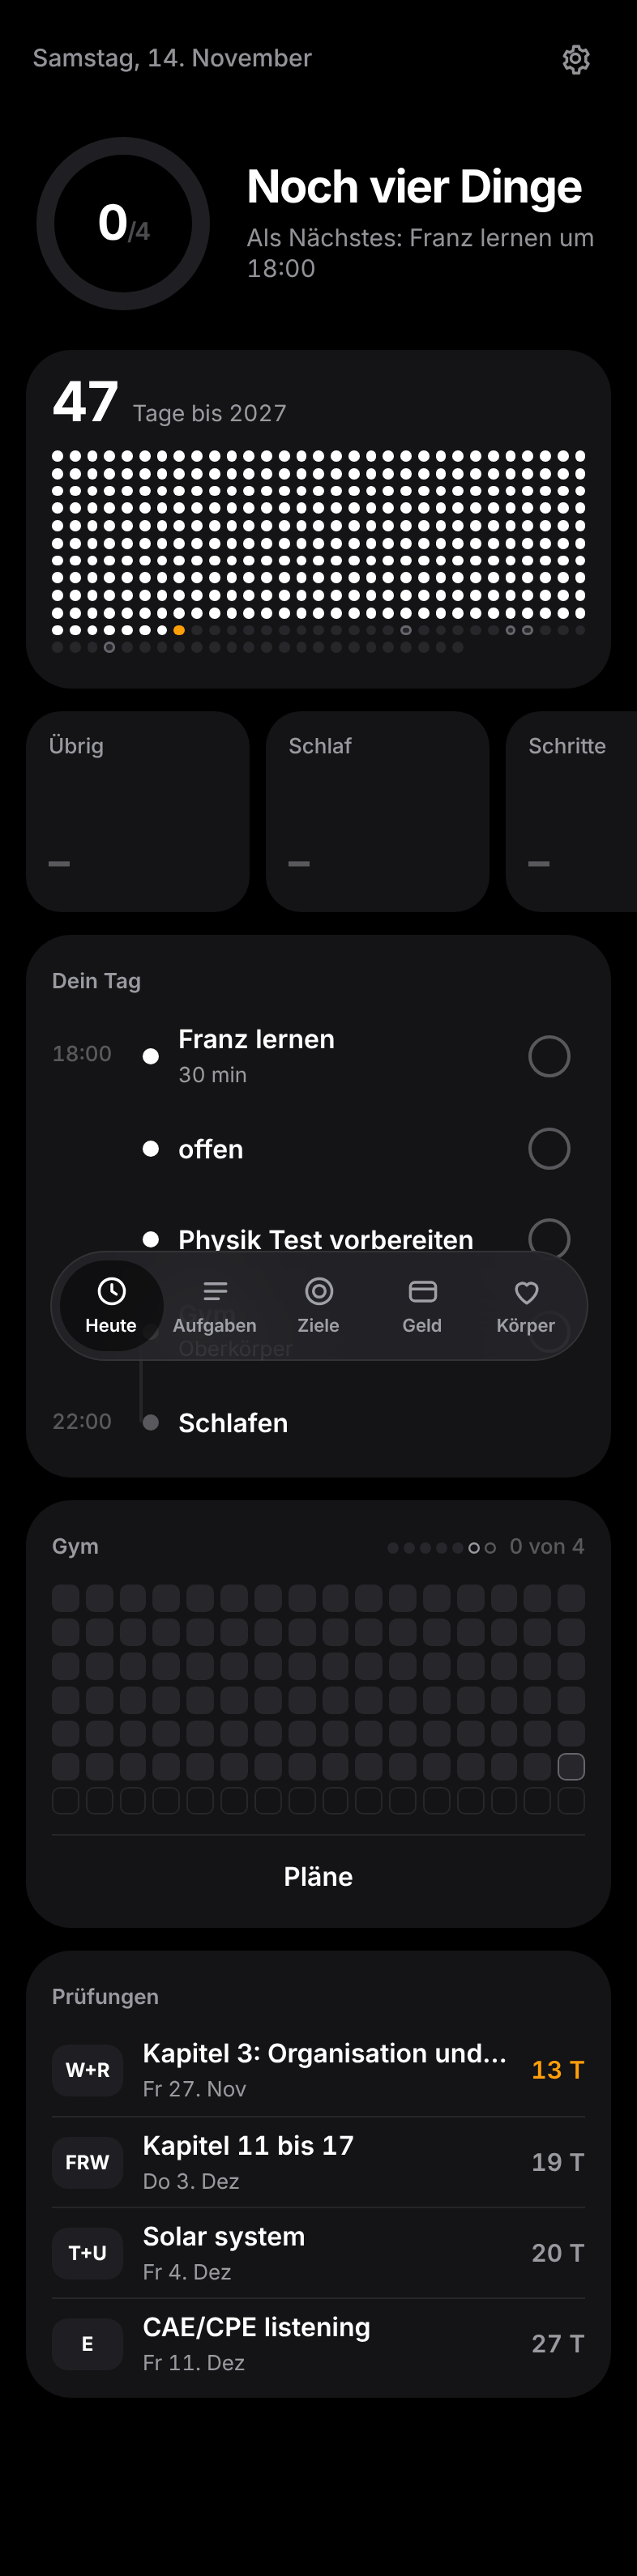 Samstag, 14. November
0/4
Noch vier Dinge
Als Nächstes: Franz lernen um
18:00
47 Tage bis 2027
Übrig
–
Schlaf
–
Schritte
–
Dein Tag
18:00
Franz lernen
30 min
offen
Physik Test vorbereiten
Gym
Oberkörper
Heute
Aufgaben
Ziele
Geld
Körper
22:00
Schlafen
Gym
0 von 4
Pläne
Prüfungen
W+R
Kapitel 3: Organisation und...
13 T
Fr 27. Nov
FRW
Kapitel 11 bis 17
19 T
Do 3. Dez
T+U
Solar system
20 T
Fr 4. Dez
E
CAE/CPE listening
27 T
Fr 11. Dez